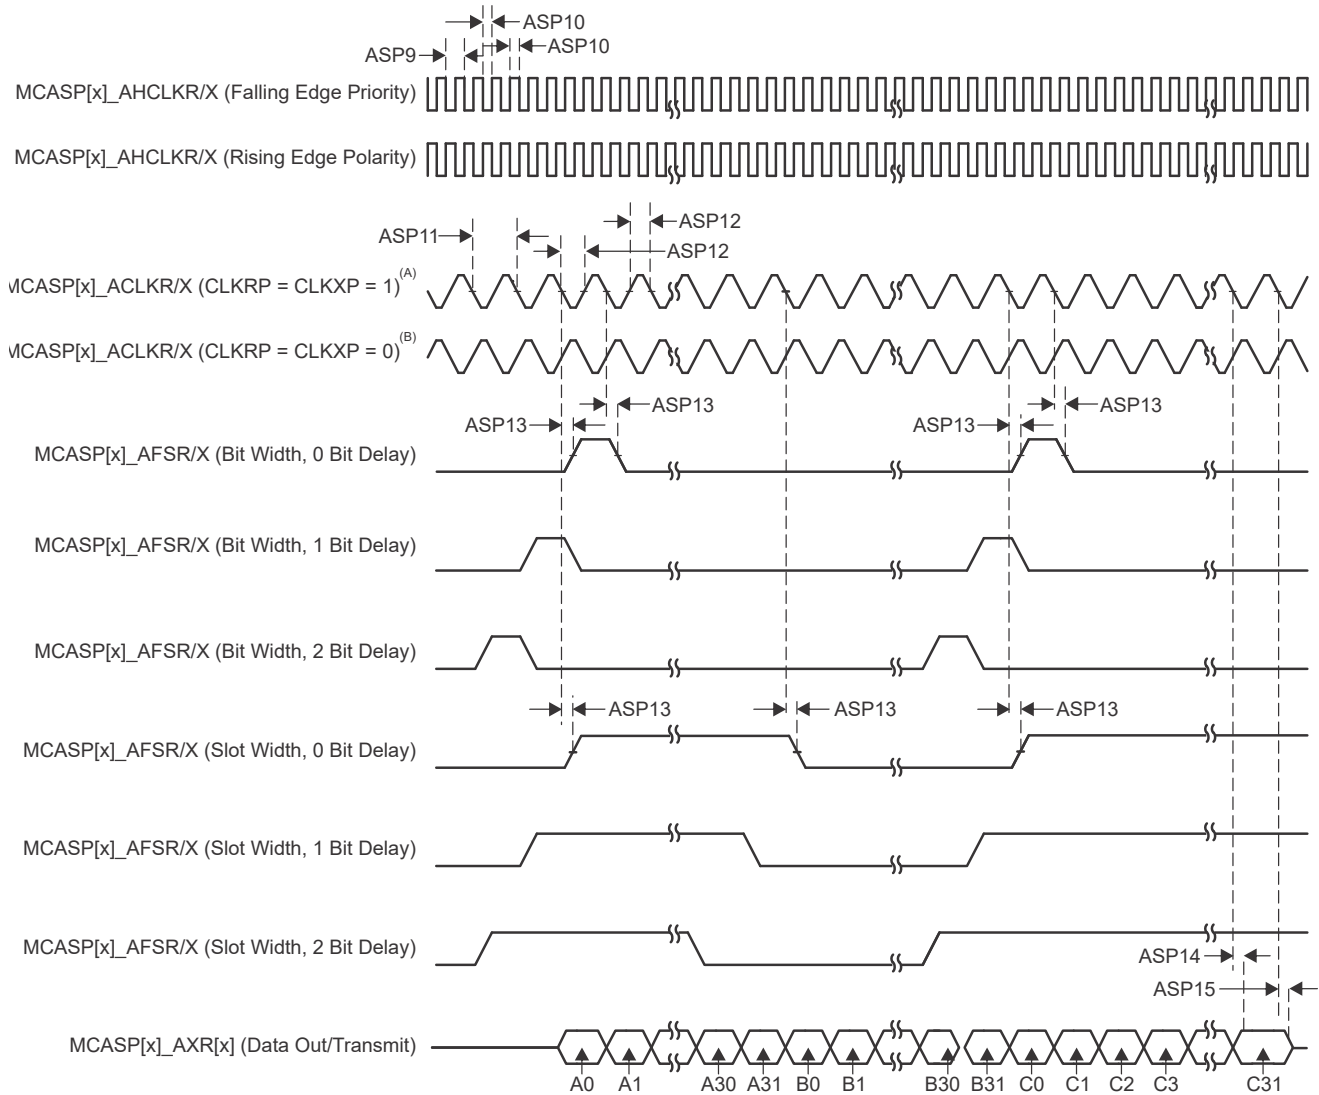 ASP10
ASP9 ASP10
MCASP[x]_AHCLKR/X (Falling Edge Priority)
MCASP[x]_AHCLKR/X (Rising Edge Polarity)
ASP12
ASP11 ASP12
MCASP[x]_ACLKR/X (CLKRP = CLKXP = 1)(A)
MCASP[x]_ACLKR/X (CLKRP = CLKXP = 0)(B)
ASP13 ASP13
ASP13 ASP13
MCASP[x]_AFSR/X (Bit Width, 0 Bit Delay)
MCASP[x]_AFSR/X (Bit Width, 1 Bit Delay)
MCASP[x]_AFSR/X (Bit Width, 2 Bit Delay)
ASP13 ASP13 ASP13
MCASP[x]_AFSR/X (Slot Width, 0 Bit Delay)
MCASP[x]_AFSR/X (Slot Width, 1 Bit Delay)
MCASP[x]_AFSR/X (Slot Width, 2 Bit Delay)
ASP14
ASP15
MCASP[x]_AXR[x] (Data Out/Transmit)
A0 A1 A30 A31 B0 B1 B30 B31 C0 C1 C2 C3 C31